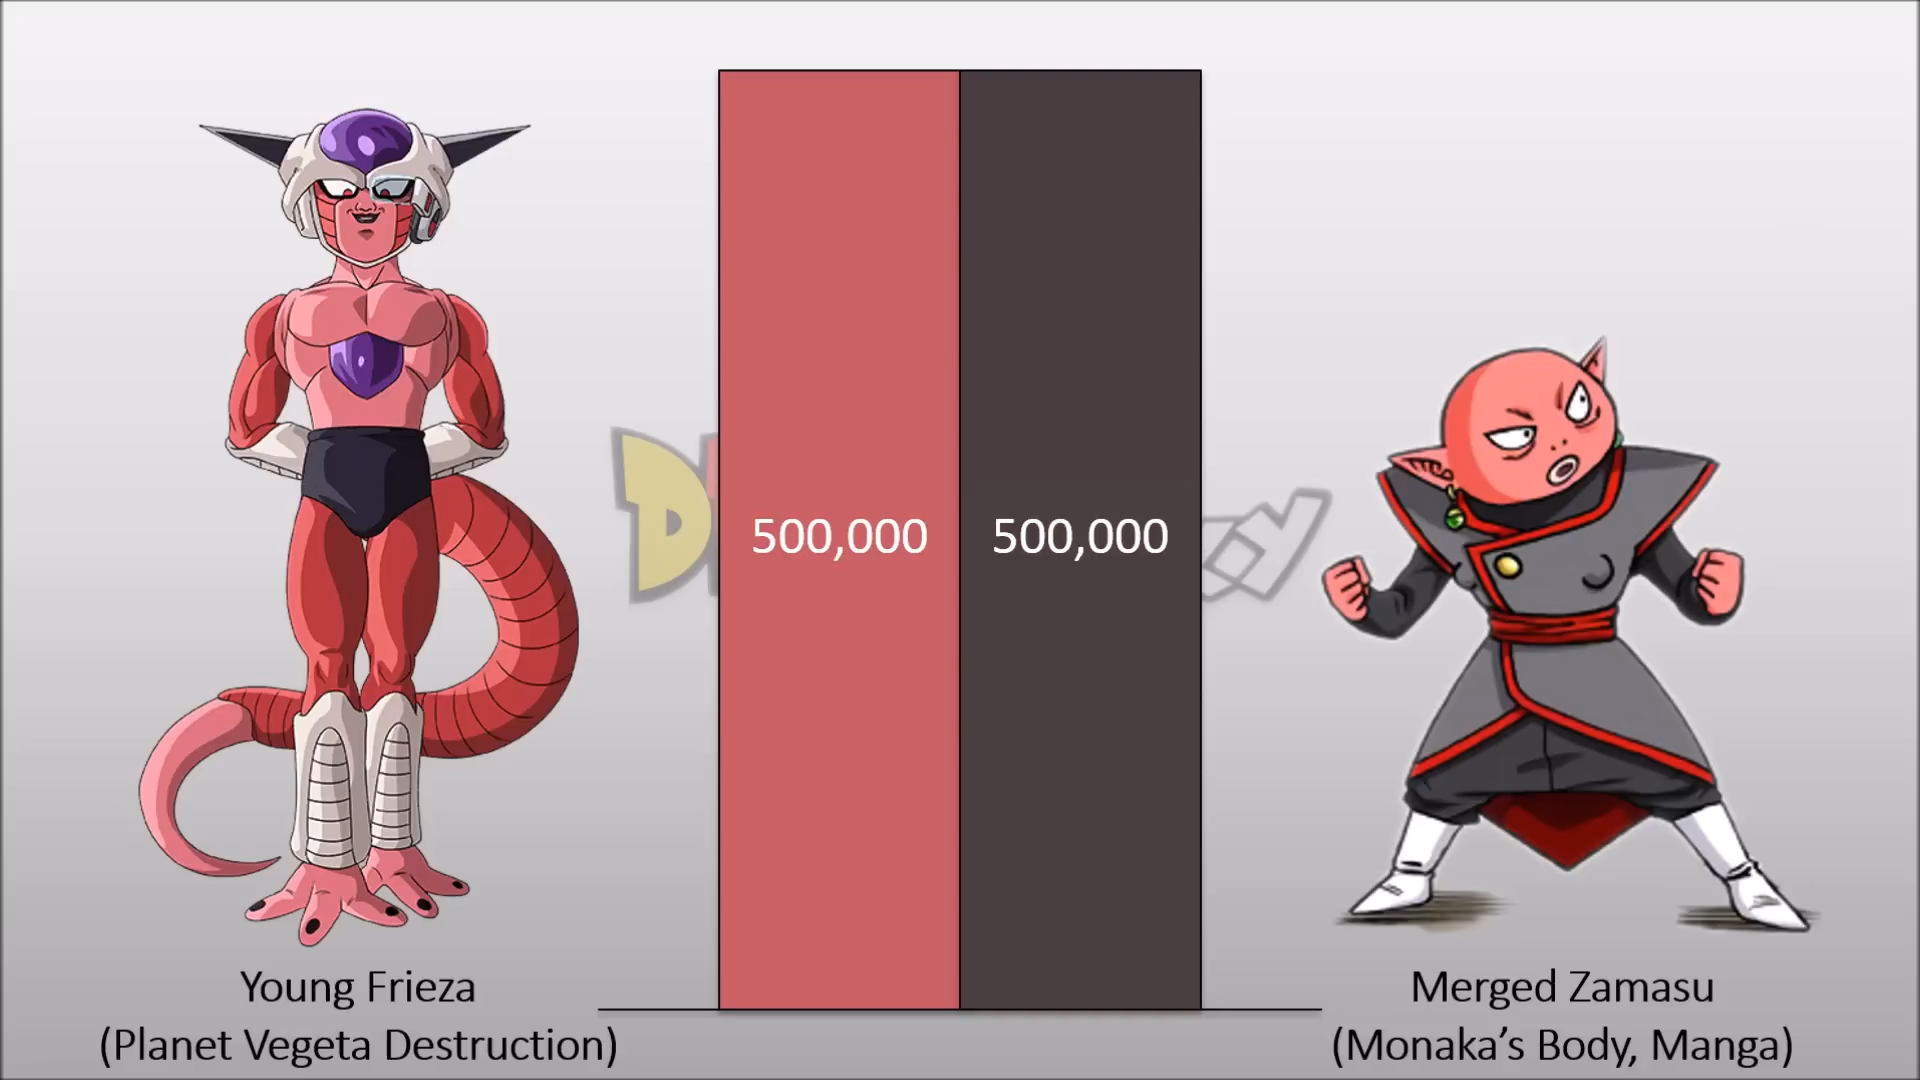 500,000
500,000
Young Frieza
(Planet Vegeta Destruction)
Merged Zamasu
(Monaka’s Body, Manga)